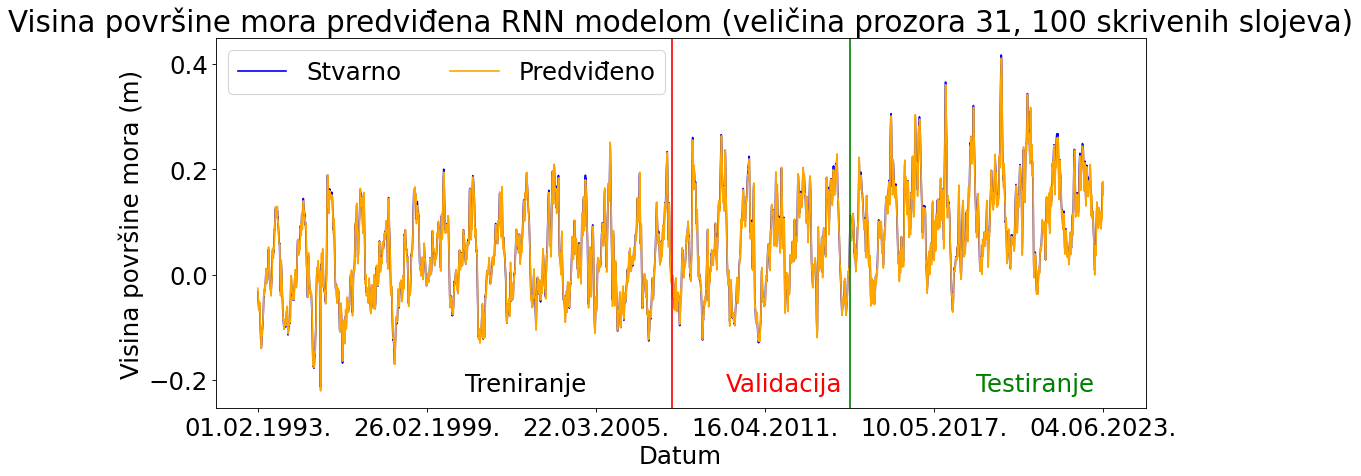 Visina površine mora predviđena RNN modelom (veličina prozora 31, 100 skrivenih slojeva)
Stvarno Predviđeno
Visina površine mora (m)
0.4
0.2
0.0
−0.2
Treniranje Validacija Testiranje
01.02.1993. 26.02.1999. 22.03.2005. 16.04.2011. 10.05.2017. 04.06.2023.
Datum